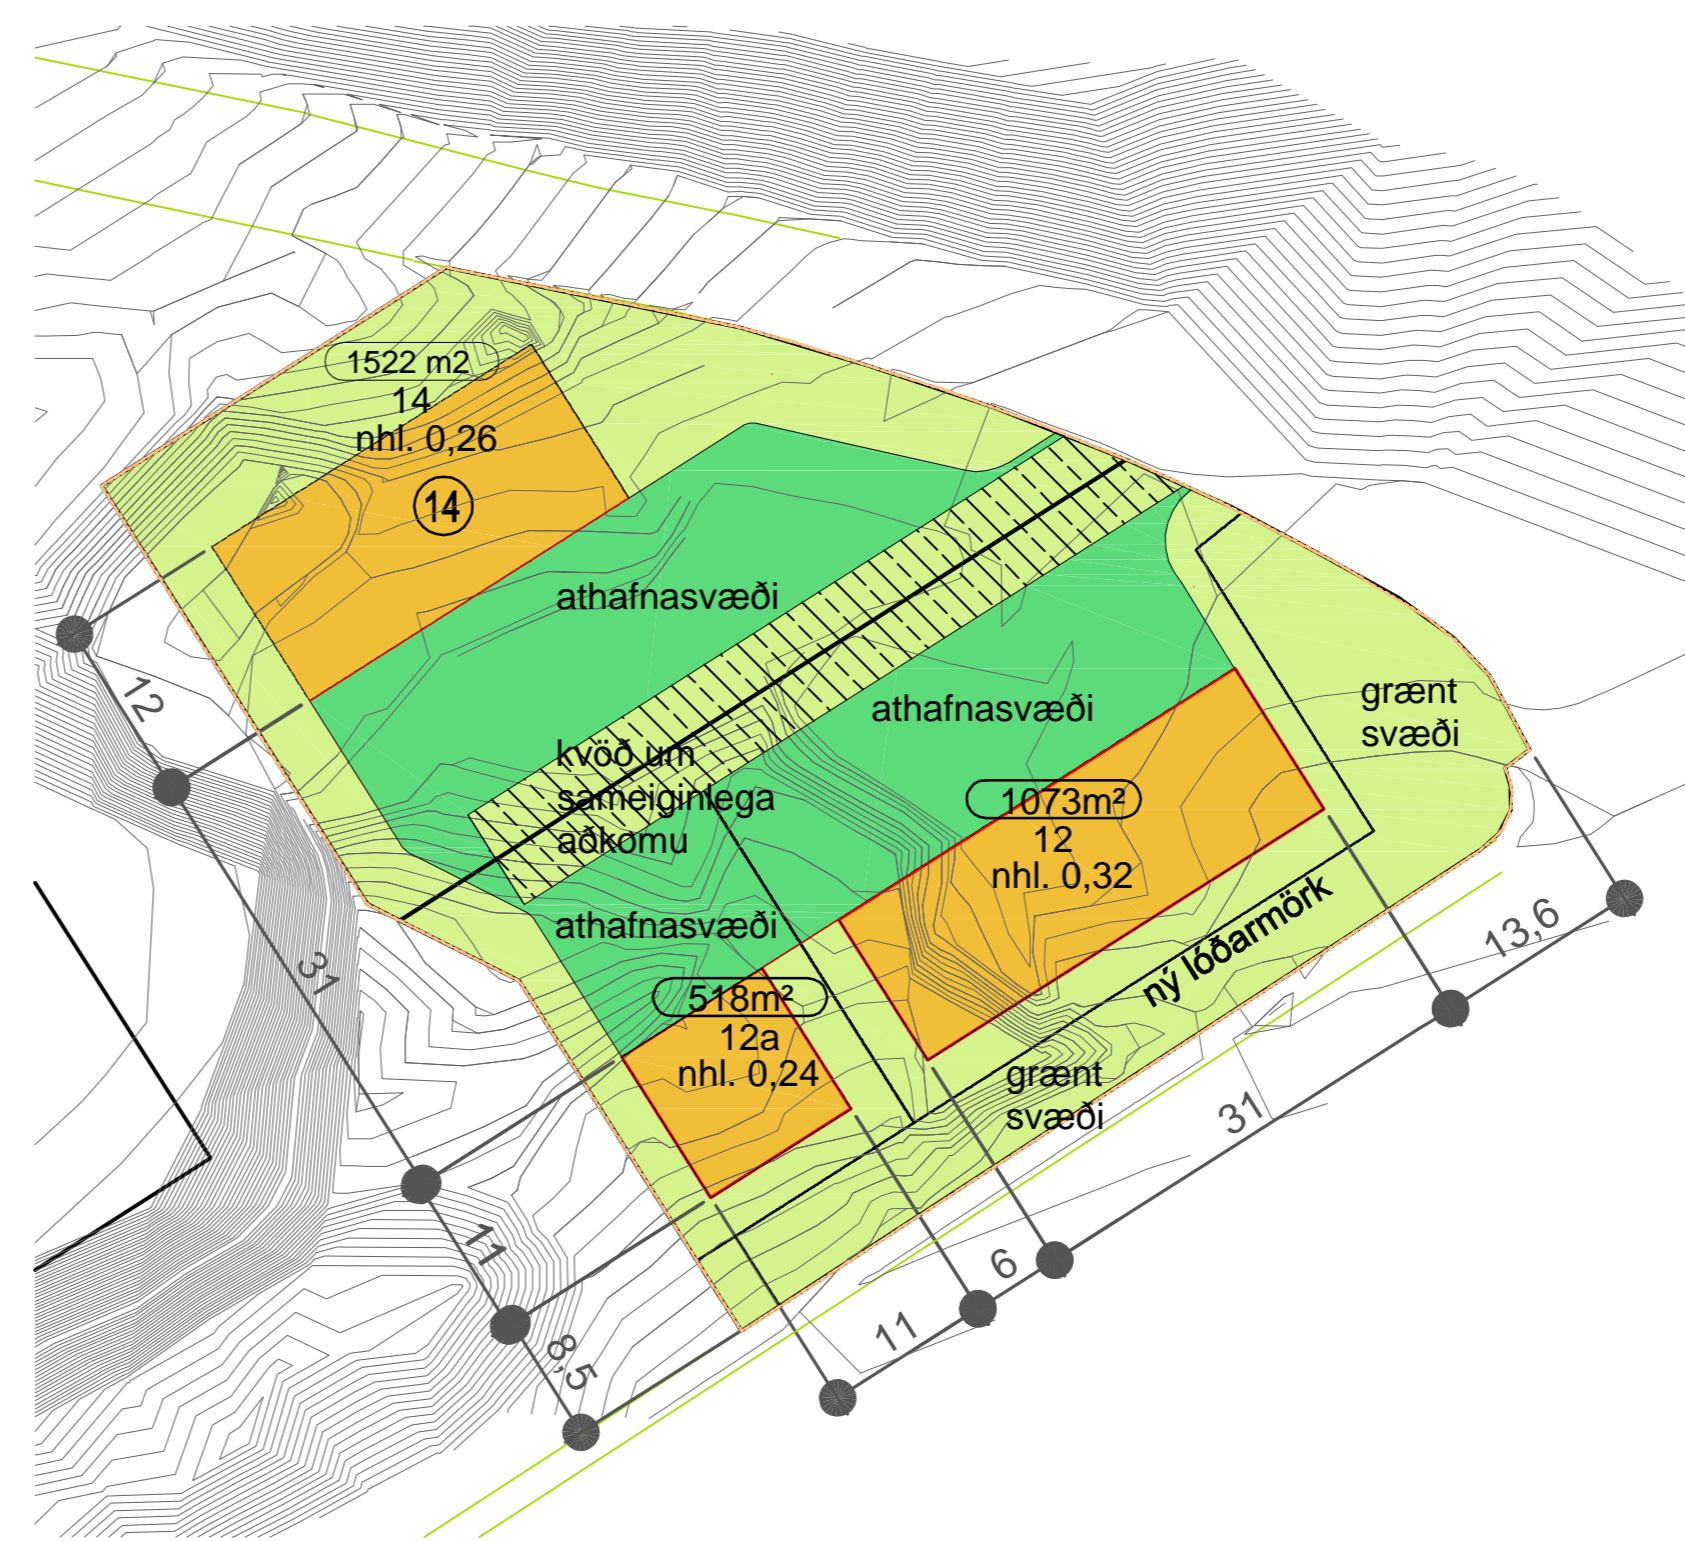 1522 m2
14
nhl. 0,26
14
athafnasvæði
12
grænt
svæði
athafnasvæði
kvöð um
sameiginlega
aðkomu
1073m²
12
nhl. 0,32
athafnasvæði
ný lóðarmörk
13,6
31
518m²
12a
nhl. 0,24
grænt
svæði
31
11
6
11
8,5